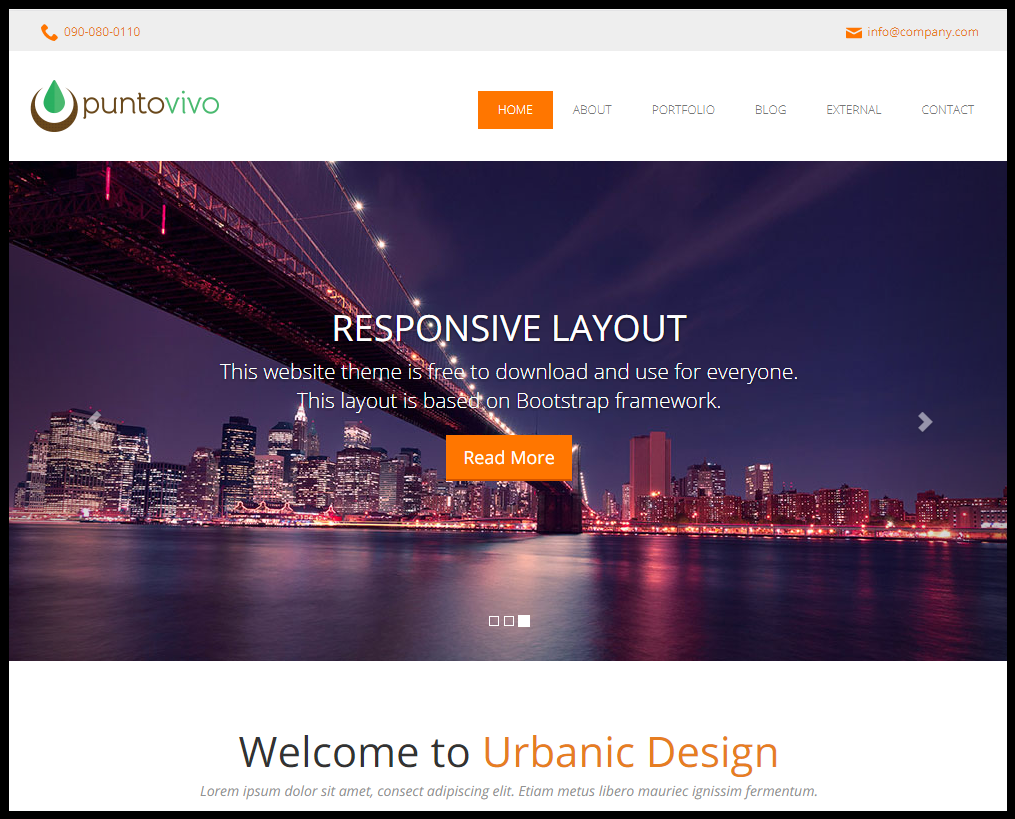 090-080-0110
info@company.com
puntovivo
HOME
ABOUT
PORTFOLIO
BLOG
EXTERNAL
CONTACT
RESPONSIVE LAYOUT
This website theme is free to download and use for everyone.
This layout is based on Bootstrap framework.
Read More
Welcome to Urbanic Design
Lorem ipsum dolor sit amet, consect adipiscing elit. Etiam metus libero mauriec ignissim fermentum.